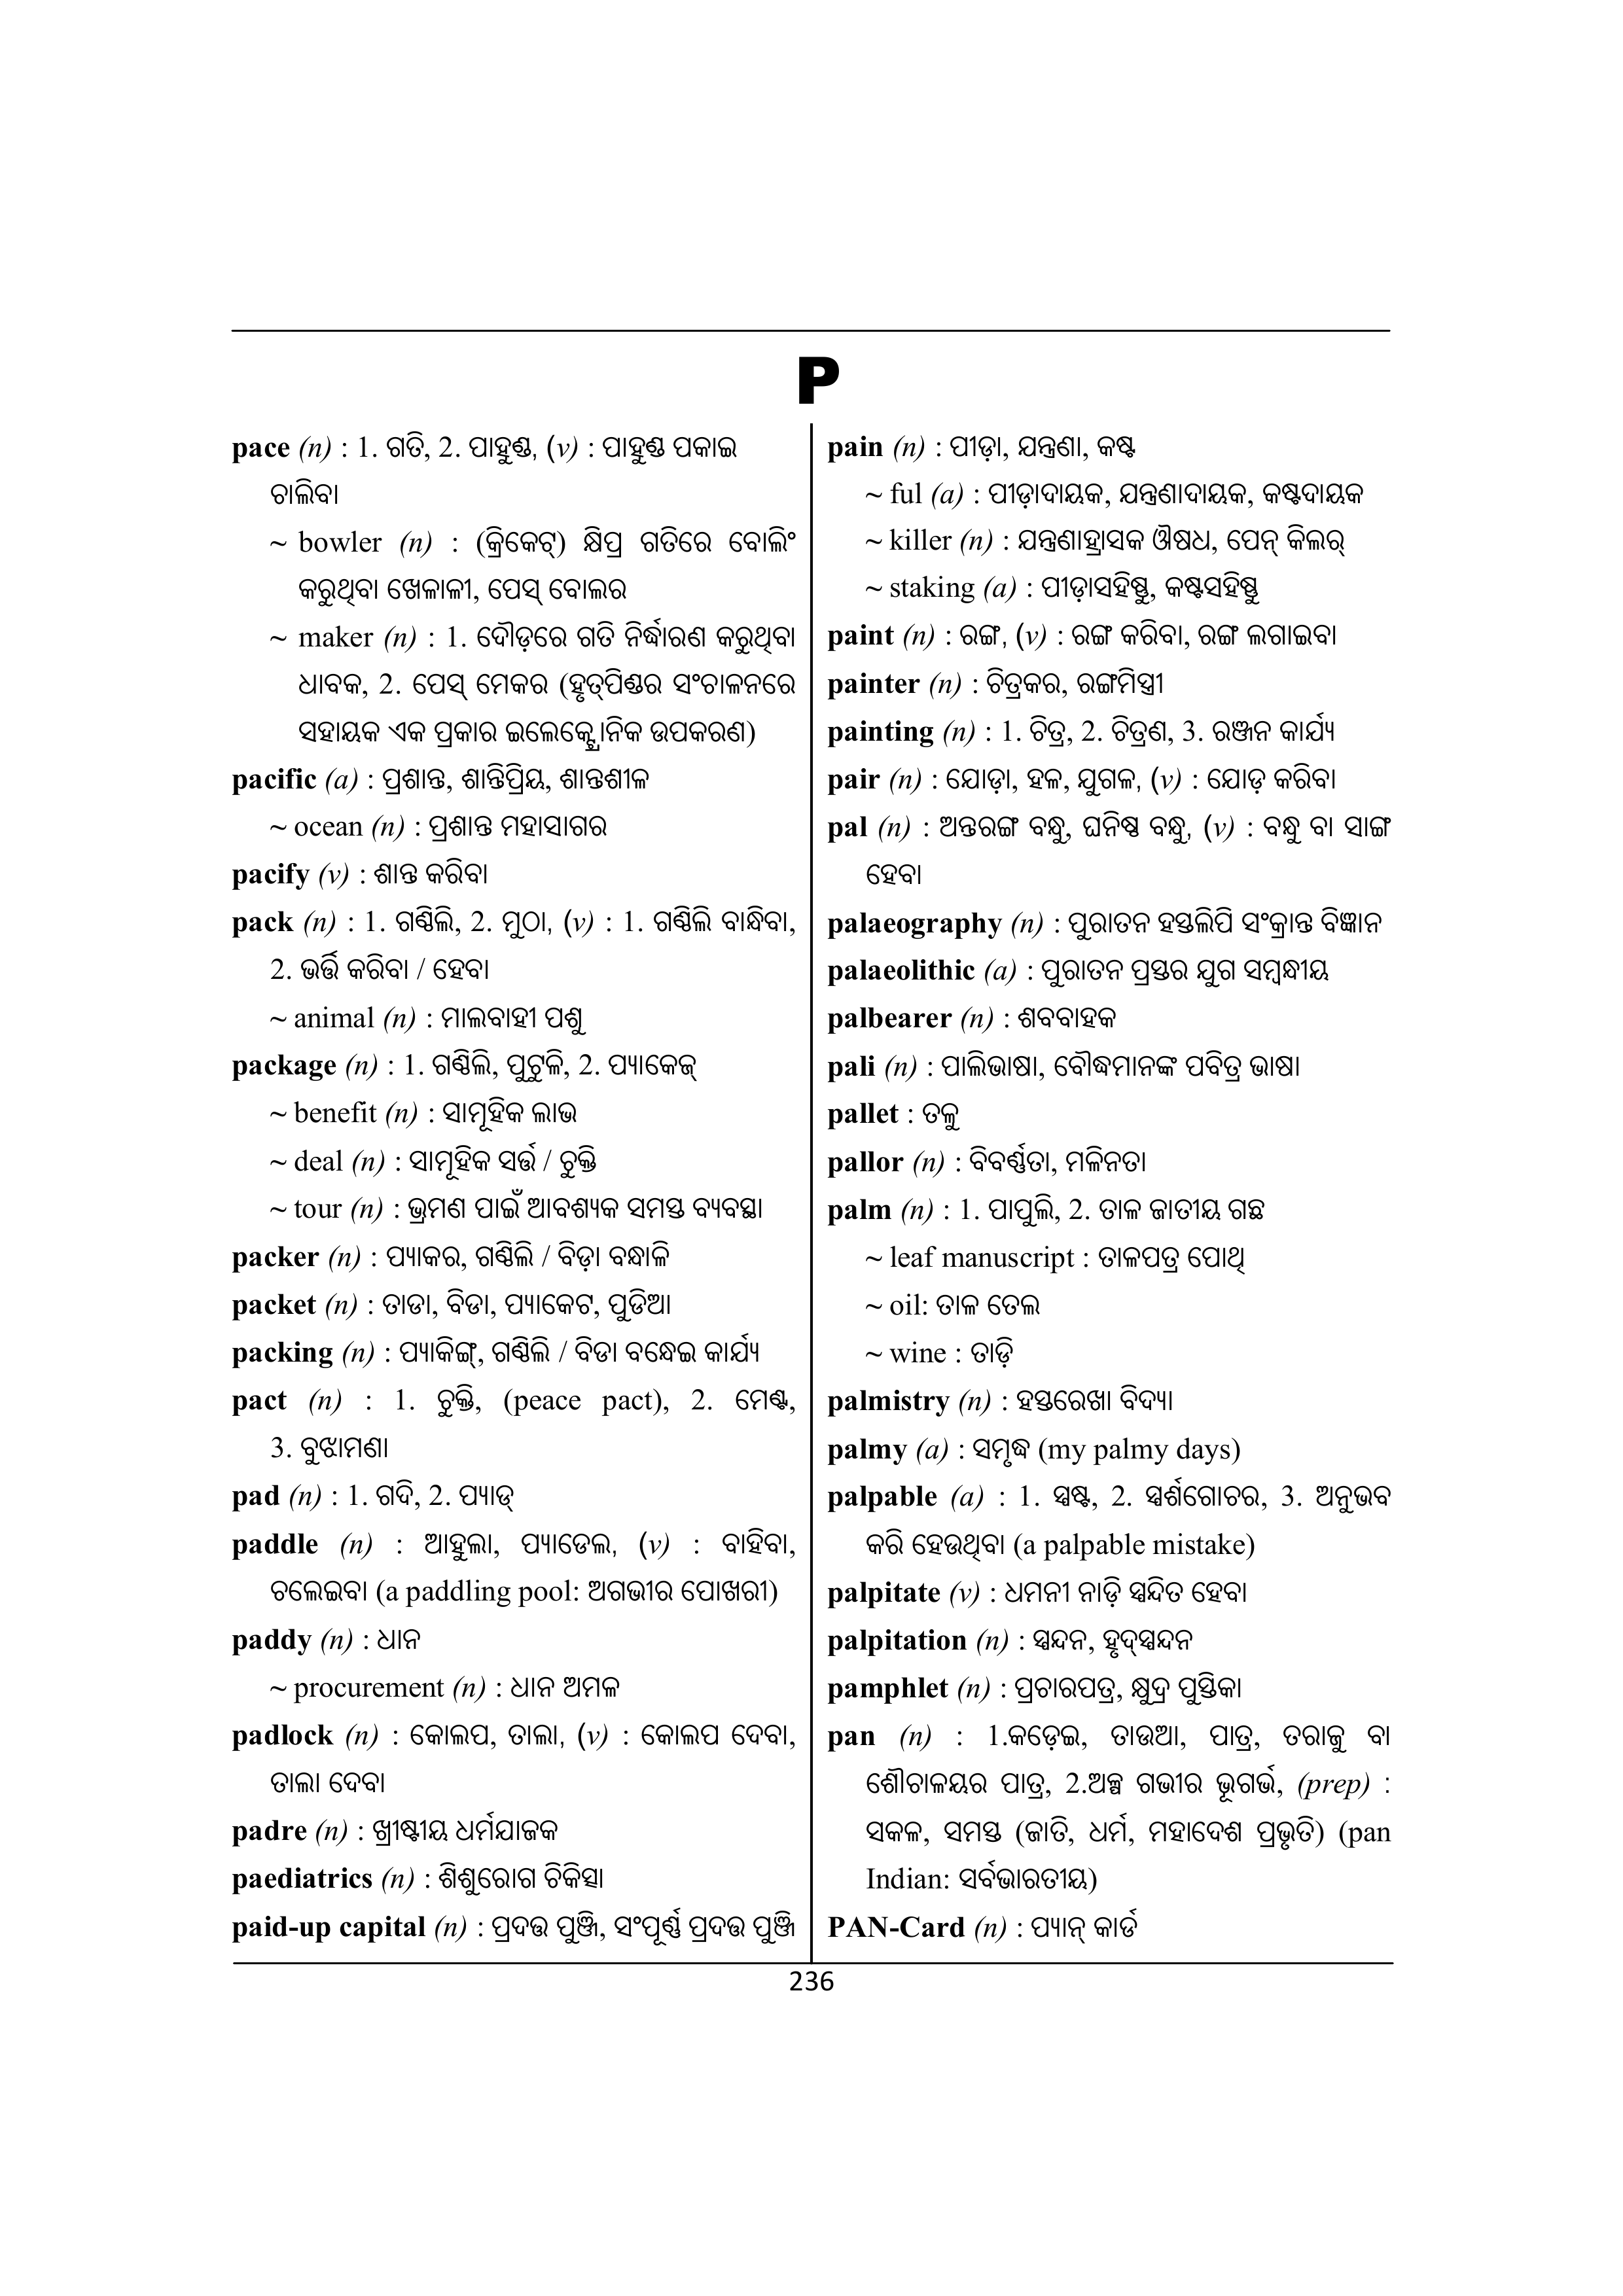 P
pace (n) : 1. ଗତି, 2. ପାହୁଣ୍ଡ, (v) : ପାହୁଣ୍ଡ ପକାଇ
ଚାଲିବା
~ bowler (n) : (କ୍ରିକେଟ୍) କ୍ଷିପ୍ର ଗତିରେ ବୋଲିଂ
କରୁଥିବା ଖେଳାଳୀ, ପେସ୍ ବୋଲର
~ maker (n) : 1. ଦୌଡ଼ରେ ଗତି ନିର୍ଦ୍ଧାରଣ କରୁଥିବା
ଧାବକ, 2. ପେସ୍ ମେକର (ହୃତ୍‌ପିଣ୍ଡର ସଂଚାଳନରେ
ସହାୟକ ଏକ ପ୍ରକାର ଇଲେକ୍ଟ୍ରୋନିକ ଉପକରଣ)
pacific (a) : ପ୍ରଶାନ୍ତ, ଶାନ୍ତିପ୍ରିୟ, ଶାନ୍ତଶୀଳ
~ ocean (n) : ପ୍ରଶାନ୍ତ ମହାସାଗର
pacify (v) : ଶାନ୍ତ କରିବା
pack (n) : 1. ଗଣ୍ଠିଲି, 2. ମୁଠା, (v) : 1. ଗଣ୍ଠିଲି ବାନ୍ଧିବା,
2. ଭର୍ତ୍ତି କରିବା / ହେବା
~ animal (n) : ମାଲବାହୀ ପଶୁ
package (n) : 1. ଗଣ୍ଠିଲି, ପୁଟୁଳି, 2. ପ୍ୟାକେଜ୍
~ benefit (n) : ସାମୂହିକ ଲାଭ
~ deal (n) : ସାମୂହିକ ସର୍ତ୍ତ / ଚୁକ୍ତି
~ tour (n) : ଭ୍ରମଣ ପାଇଁ ଆବଶ୍ୟକ ସମସ୍ତ ବ୍ୟବସ୍ଥା
packer (n) : ପ୍ୟାକର, ଗଣ୍ଠିଲି / ବିଡ଼ା ବନ୍ଧାଳି
packet (n) : ତାଡା, ବିଡା, ପ୍ୟାକେଟ, ପୁଡିଆ
packing (n) : ପ୍ୟାକିଙ୍ଗ୍, ଗଣ୍ଠିଲି / ବିଡା ବନ୍ଧେଇ କାର୍ଯ୍ୟ
pact (n) : 1. ଚୁକ୍ତି, (peace pact), 2. ମେଣ୍ଟ,
3. ବୁଝାମଣା
pad (n) : 1. ଗଦି, 2. ପ୍ୟାଡ୍
paddle (n) : ଆହୁଲା, ପ୍ୟାଡେଲ, (v) : ବାହିବା,
ଚଲେଇବା (a paddling pool: ଅଗଭୀର ପୋଖରୀ)
paddy (n) : ଧାନ
~ procurement (n) : ଧାନ ଅମଳ
padlock (n) : କୋଲପ, ତାଲା, (v) : କୋଲପ ଦେବା,
ତାଲା ଦେବା
padre (n) : ଖ୍ରୀଷ୍ଟୀୟ ଧର୍ମଯାଜକ
paediatrics (n) : ଶିଶୁରୋଗ ଚିକିତ୍ସା
paid-up capital (n) : ପ୍ରଦତ୍ତ ପୁଞ୍ଜି, ସଂପୂର୍ଣ୍ଣ ପ୍ରଦତ୍ତ ପୁଞ୍ଜି
pain (n) : ପୀଡ଼ା, ଯନ୍ତ୍ରଣା, କଷ୍ଟ
~ ful (a) : ପୀଡ଼ାଦାୟକ, ଯନ୍ତ୍ରଣାଦାୟକ, କଷ୍ଟଦାୟକ
~ killer (n) : ଯନ୍ତ୍ରଣାହ୍ରାସକ ଔଷଧ, ପେନ୍ କିଲର୍
~ staking (a) : ପୀଡ଼ାସହିଷ୍ଣୁ, କଷ୍ଟସହିଷ୍ଣୁ
paint (n) : ରଙ୍ଗ, (v) : ରଙ୍ଗ କରିବା, ରଙ୍ଗ ଲଗାଇବା
painter (n) : ଚିତ୍ରକର, ରଙ୍ଗମିସ୍ତ୍ରୀ
painting (n) : 1. ଚିତ୍ର, 2. ଚିତ୍ରଣ, 3. ରଞ୍ଜନ କାର୍ଯ୍ୟ
pair (n) : ଯୋଡ଼ା, ହଳ, ଯୁଗଳ, (v) : ଯୋଡ଼ କରିବା
pal (n) : ଅନ୍ତରଙ୍ଗ ବନ୍ଧୁ, ଘନିଷ୍ଠ ବନ୍ଧୁ, (v) : ବନ୍ଧୁ ବା ସାଙ୍ଗ
ହେବା
palaeography (n) : ପୁରାତନ ହସ୍ତଲିପି ସଂକ୍ରାନ୍ତ ବିଜ୍ଞାନ
palaeolithic (a) : ପୁରାତନ ପ୍ରସ୍ତର ଯୁଗ ସମ୍ବନ୍ଧୀୟ
palbearer (n) : ଶବବାହକ
pali (n) : ପାଲିଭାଷା, ବୌଦ୍ଧମାନଙ୍କ ପବିତ୍ର ଭାଷା
pallet : ତଳୁ
pallor (n) : ବିବର୍ଣ୍ଣତା, ମଳିନତା
palm (n) : 1. ପାପୁଲି, 2. ତାଳ ଜାତୀୟ ଗଛ
~ leaf manuscript : ତାଳପତ୍ର ପୋଥି
~ oil: ତାଳ ତେଲ
~ wine : ତାଡ଼ି
palmistry (n) : ହସ୍ତରେଖା ବିଦ୍ୟା
palmy (a) : ସମୃଦ୍ଧ (my palmy days)
palpable (a) : 1. ସ୍ପଷ୍ଟ, 2. ସ୍ପର୍ଶଗୋଚର, 3. ଅନୁଭବ
କରି ହେଉଥିବା (a palpable mistake)
palpitate (v) : ଧମନୀ ନାଡ଼ି ସ୍ପନ୍ଦିତ ହେବା
palpitation (n) : ସ୍ପନ୍ଦନ, ହୃଦ୍‌ସ୍ପନ୍ଦନ
pamphlet (n) : ପ୍ରଚାରପତ୍ର, କ୍ଷୁଦ୍ର ପୁସ୍ତିକା
pan (n) : 1.କଡ଼େଇ, ତାଉଆ, ପାତ୍ର, ତରାଜୁ ବା
ଶୌଚାଳୟର ପାତ୍ର, 2.ଅଳ୍ପ ଗଭୀର ଭୂଗର୍ଭ, (prep) :
ସକଳ, ସମସ୍ତ (ଜାତି, ଧର୍ମ, ମହାଦେଶ ପ୍ରଭୃତି) (pan
Indian: ସର୍ବଭାରତୀୟ)
PAN-Card (n) : ପ୍ୟାନ୍ କାର୍ଡ
236